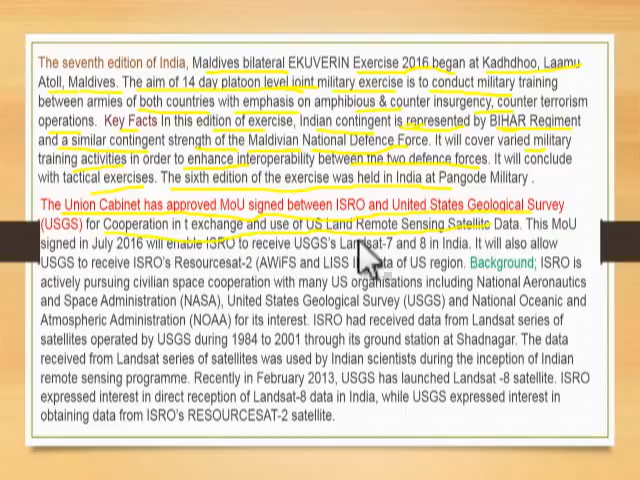 The seventh edition of India, Maldives bilateral EKUVERIN Exercise 2016 began at Kadhdhoo, Laamu
Atoll, Maldives. The aim of 14 day platoon level joint military exercise is to conduct military training
between armies of both countries with emphasis on amphibious & counter insurgency, counter terrorism
operations. Key Facts In this edition of exercise, Indian contingent is represented by BIHAR Regiment
and a similar contingent strength of the Maldivian National Defence Force. It will cover varied military
training activities in order to enhance interoperability between the two defence forces. It will conclude
with tactical exercises. The sixth edition of the exercise was held in India at Pangode Military .
The Union Cabinet has approved MoU signed between ISRO and United States Geological Survey
(USGS) for Cooperation in t exchange and use of US Land Remote Sensing Satellite Data. This MoU
signed in July 2016 will enable ISRO to receive USGS's Landsat-7 and 8 in India. It will also allow
USGS to receive ISRO's Resourcesat-2 (AWiFS and LISS of US region. Background; ISRO is
actively pursuing civilian space cooperation with many US organisations including National Aeronautics
and Space Administration (NASA), United States Geological Survey (USGS) and National Oceanic and
Atmospheric Administration (NOAA) for its interest. ISRO had received data from Landsat series of
satellites operated by USGS during 1984 to 2001 through its ground station at Shadnagar. The data
received from Landsat series of satellites was used by Indian scientists during the inception of Indian
remote sensing programme. Recently in February 2013, USGS has launched Landsat -8 satellite. ISRO
expressed interest in direct reception of Landsat-8 data in India, while USGS expressed interest in
obtaining data from ISRO's RESOURCESAT-2 satellite.